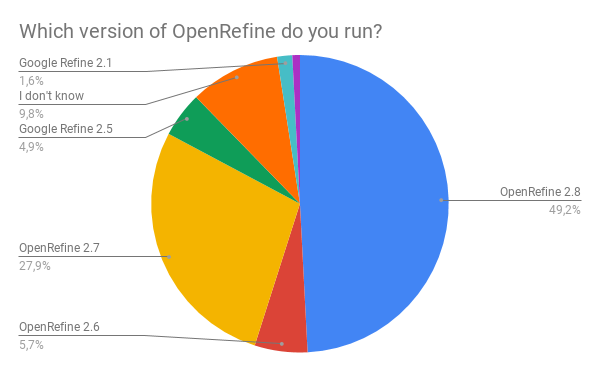 Which version of OpenRefine do you run?
Google Refine 2.1
1,6%
I don't know
9,8%
Google Refine 2.5
4,9%
OpenRefine 2.8
49,2%
OpenRefine 2.7
27,9%
OpenRefine 2.6
5,7%